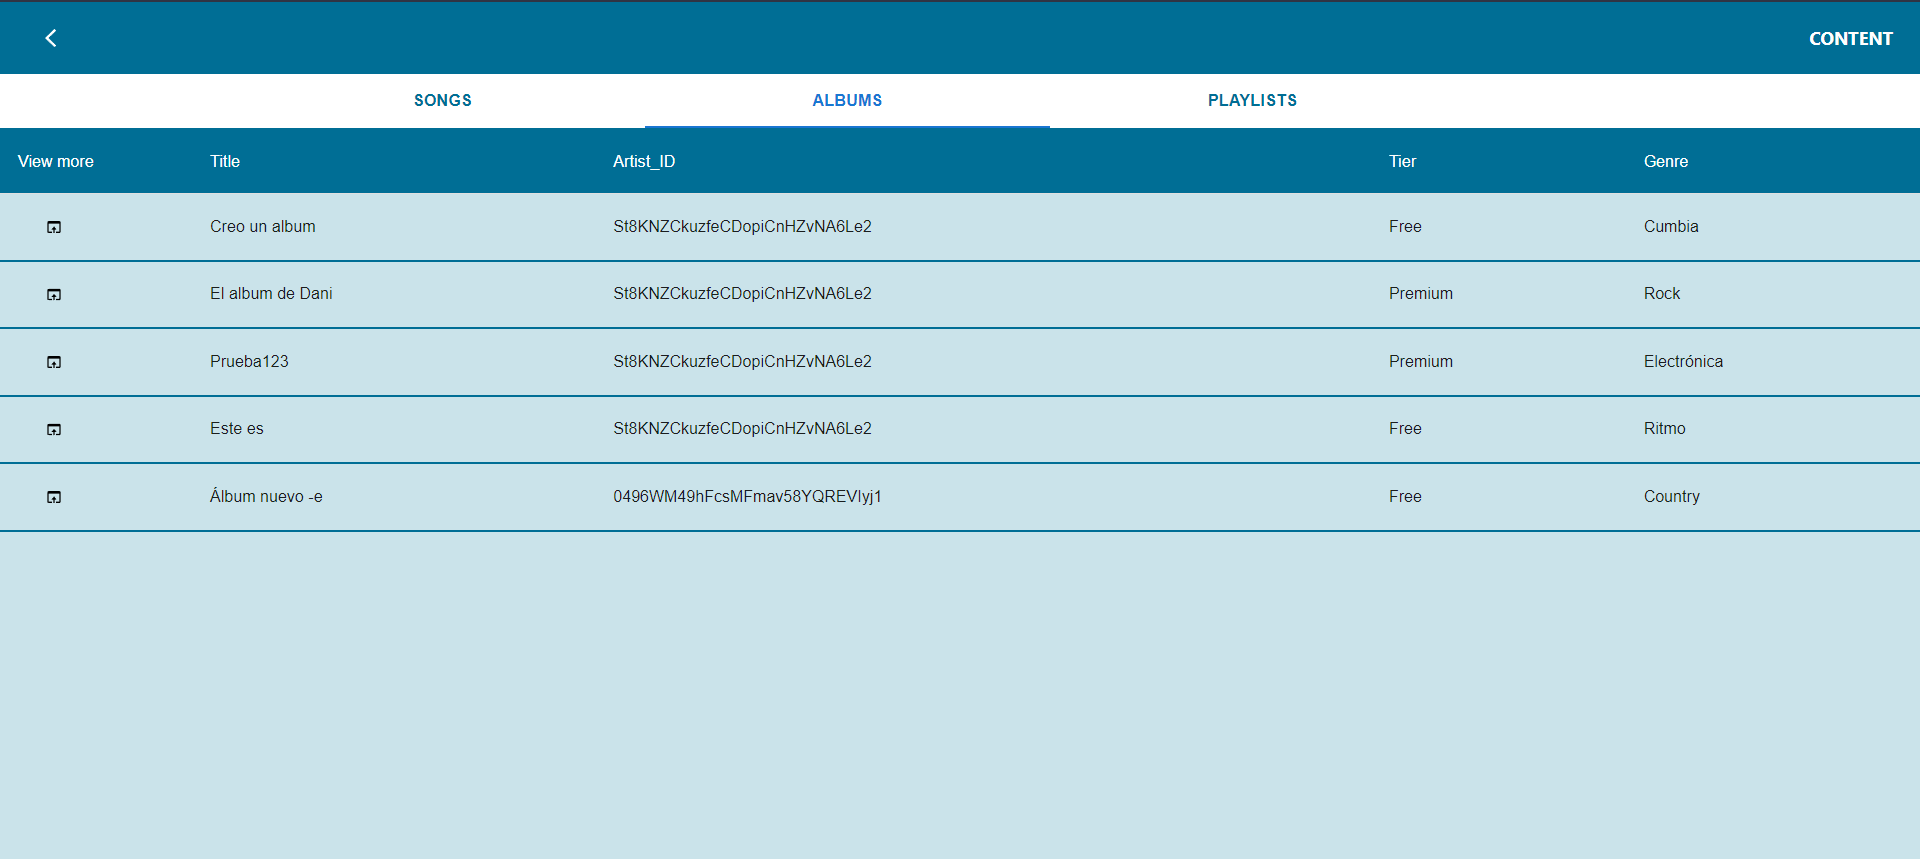 CONTENT
SONGS ALBUMS PLAYLISTS
View more Title Artist_ID Tier Genre
Creo un album St8KNZCkuzfeCDopiCnHZvNA6Le2 Free Cumbia
El album de Dani St8KNZCkuzfeCDopiCnHZvNA6Le2 Premium Rock
Prueba123 St8KNZCkuzfeCDopiCnHZvNA6Le2 Premium Electrónica
Este es St8KNZCkuzfeCDopiCnHZvNA6Le2 Free Ritmo
Álbum nuevo -e 0496WM49hFcsMFmav58YQREVIyj1 Free Country